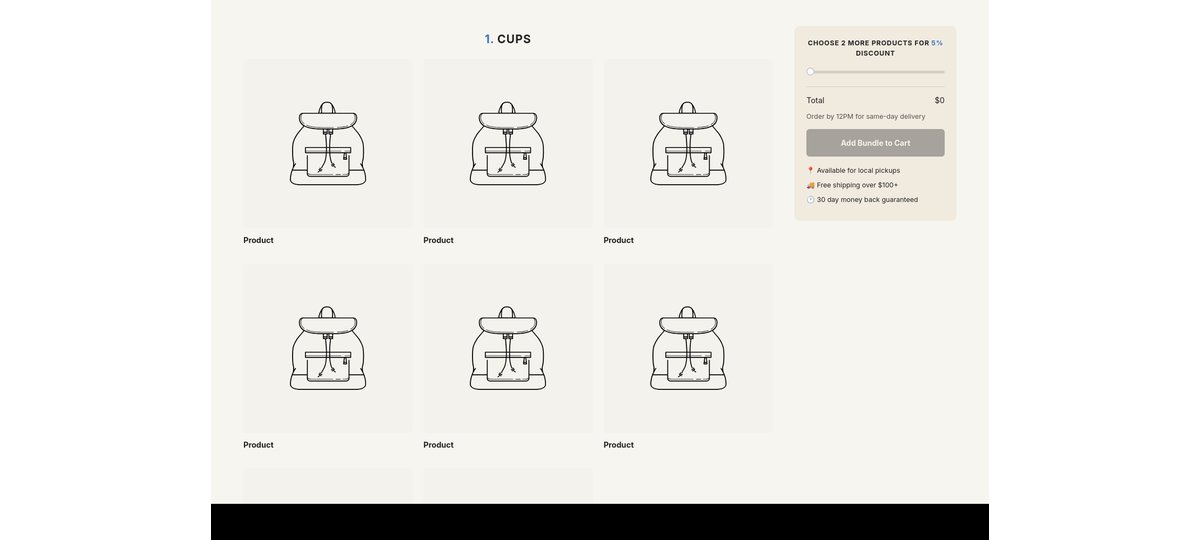 1. CUPS
Product
Product
Product
Product
Product
Product
CHOOSE 2 MORE PRODUCTS FOR 5%
DISCOUNT
Total $0
Order by 12PM for same-day delivery
Add Bundle to Cart
📍 Available for local pickups
🚚 Free shipping over $100+
🕐 30 day money back guaranteed